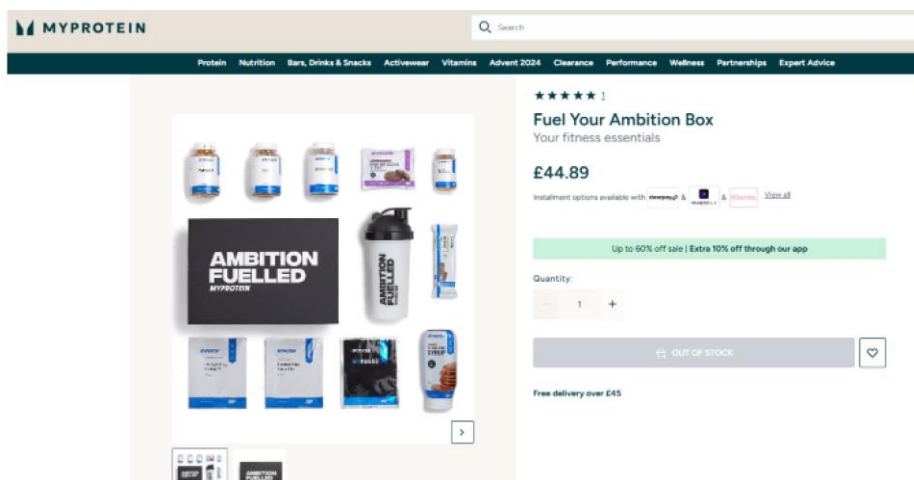 MYPROTEIN
Search
Protein Nutrition Bars, Drinks & Snacks Activewear Vitamins Advent 2024 Clearance Performance Wellness Partnerships Expert Advice
★★★★★ 1
Fuel Your Ambition Box
Your fitness essentials
£44.89
Installment options available with & & Klarna. View all
Up to 60% off sale | Extra 10% off through our app
Quantity:
1
OUT OF STOCK
Free delivery over £45
AMBITION
FUELLED
MYPROTEIN
AMBITION
FUELLED
SYRUP
AMBITION
FUELLED